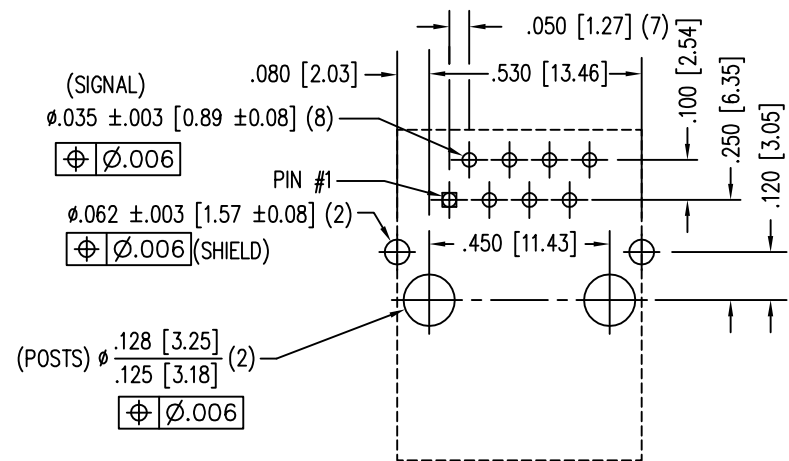 .050 [1.27] (7)
.080 [2.03]
.530 [13.46]
.100 [2.54]
.250 [6.35]
.120 [3.05]
(SIGNAL)
ø.035 ±.003 [0.89 ±0.08] (8)
⌖ Ø.006
PIN #1
ø.062 ±.003 [1.57 ±0.08] (2)
⌖ Ø.006 (SHIELD)
.450 [11.43]
(POSTS) ø .128 [3.25] (2)
.125 [3.18]
⌖ Ø.006